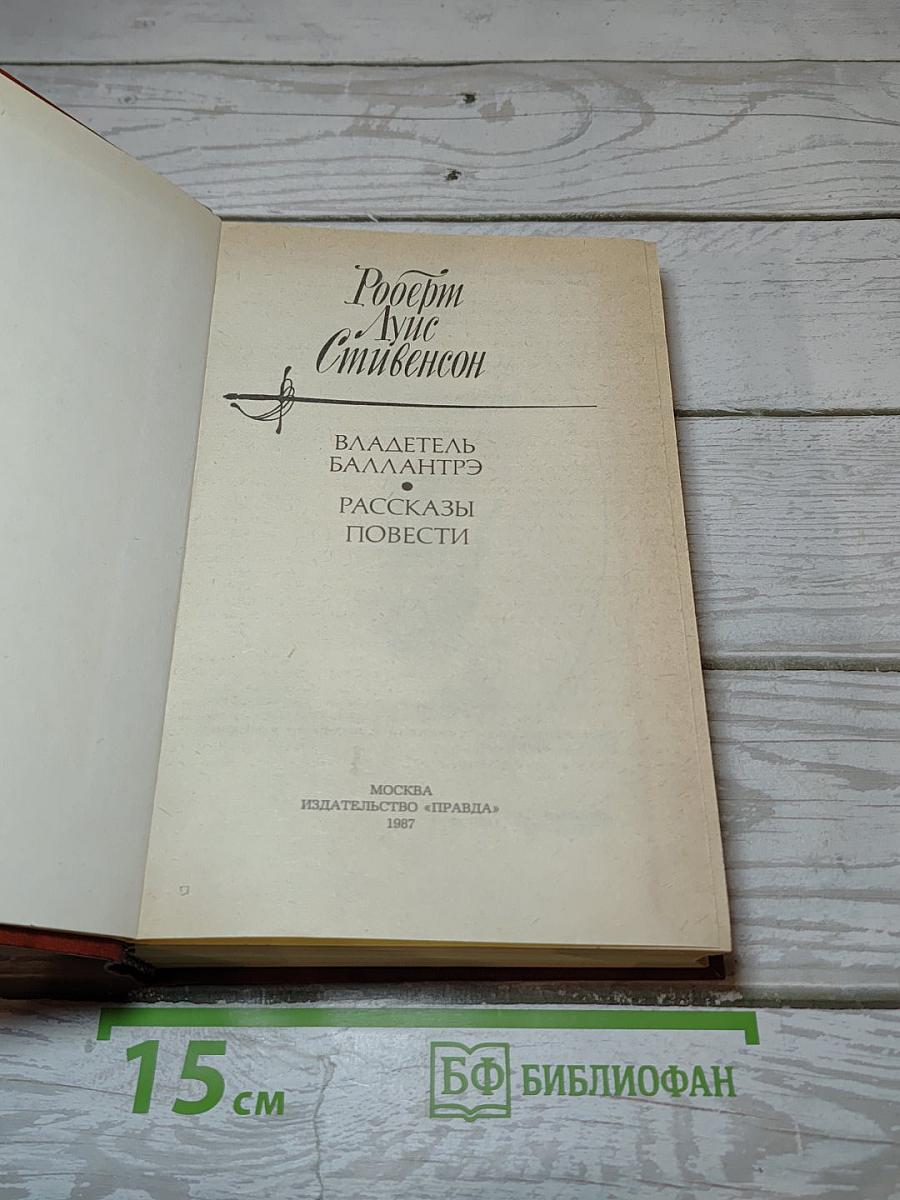 Роберт
Луис
Стивенсон
ВЛАДЕТЕЛЬ
БАЛЛАНТРЭ
•
РАССКАЗЫ
ПОВЕСТИ
МОСКВА
ИЗДАТЕЛЬСТВО «ПРАВДА»
1987
15 см
БФ БИБЛИОФАН